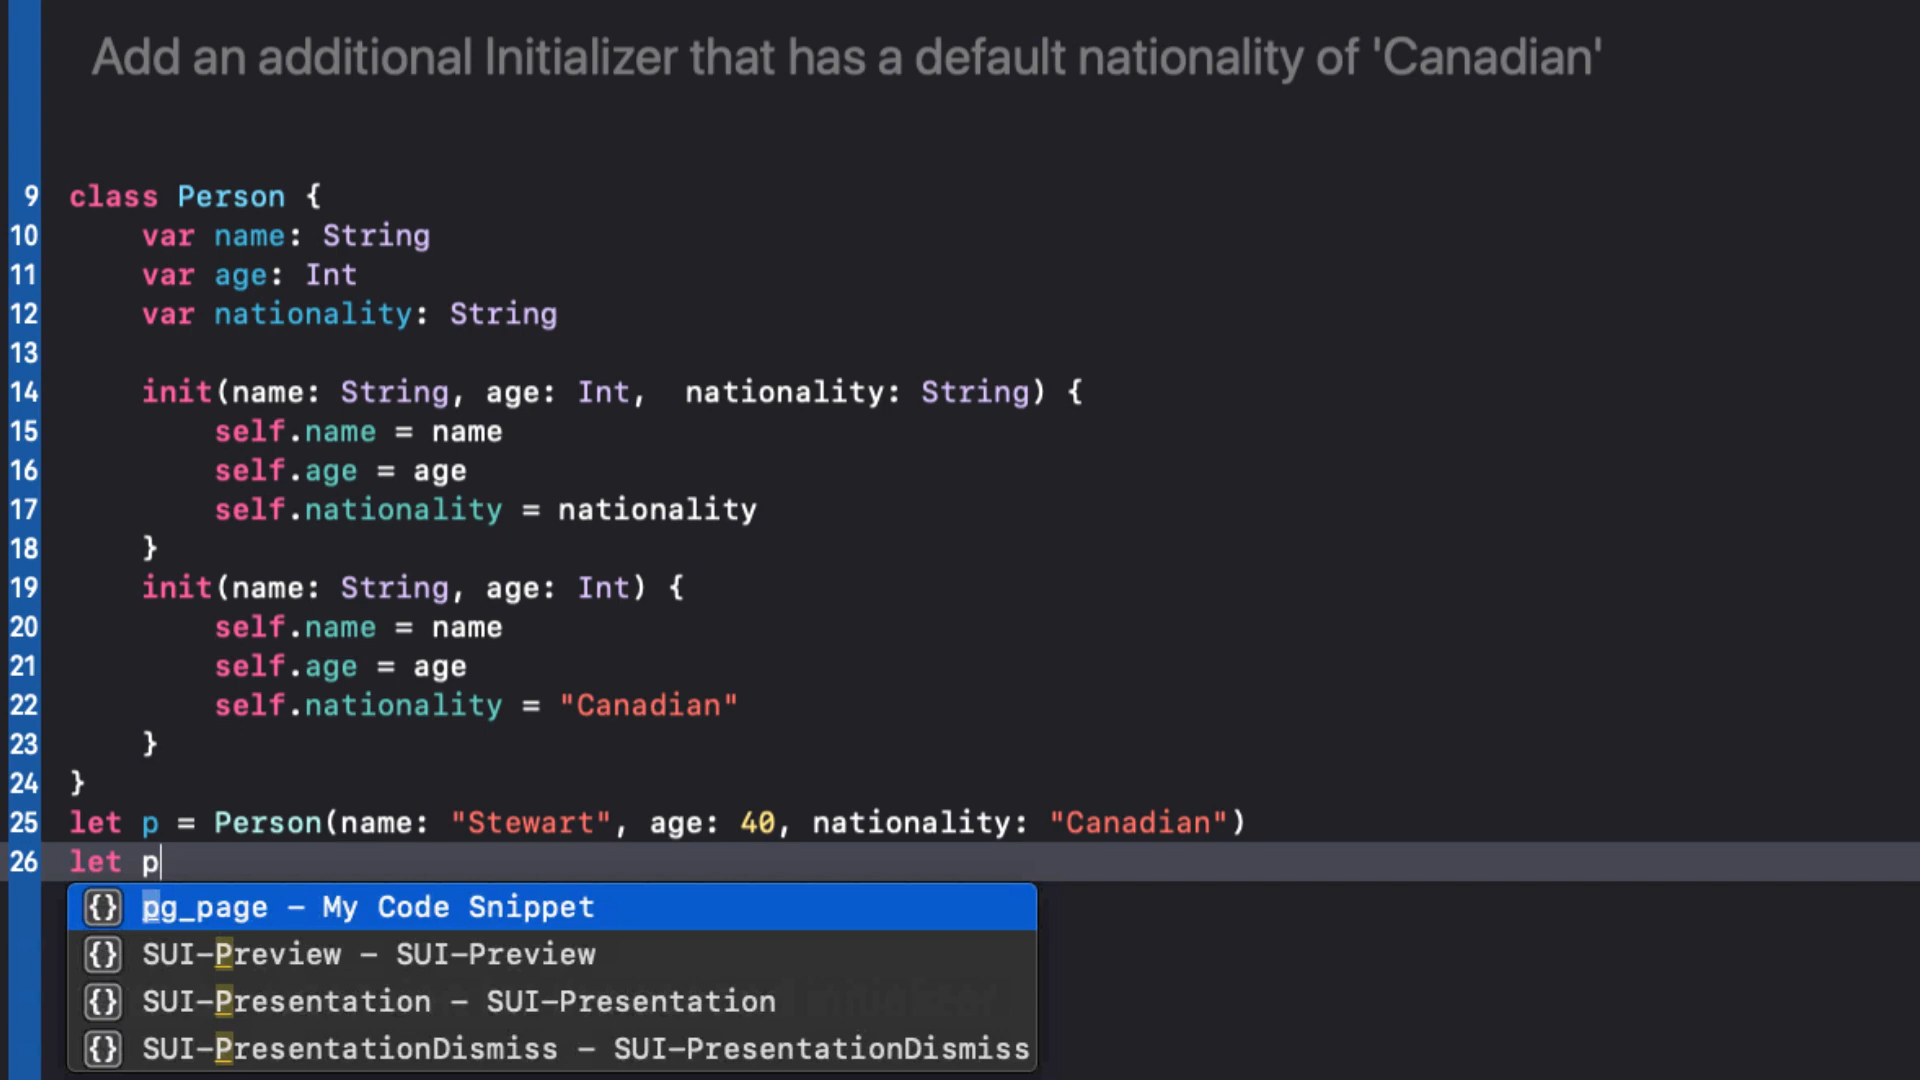 Add an additional Initializer that has a default nationality of 'Canadian'
9 class Person {
10 var name: String
11 var age: Int
12 var nationality: String
13
14 init(name: String, age: Int,  nationality: String) {
15 self.name = name
16 self.age = age
17 self.nationality = nationality
18 }
19 init(name: String, age: Int) {
20 self.name = name
21 self.age = age
22 self.nationality = "Canadian"
23 }
24 }
25 let p = Person(name: "Stewart", age: 40, nationality: "Canadian")
26 let p
{} pg_page – My Code Snippet
{} SUI-Preview – SUI-Preview
{} SUI-Presentation – SUI-Presentation
{} SUI-PresentationDismiss – SUI-PresentationDismiss